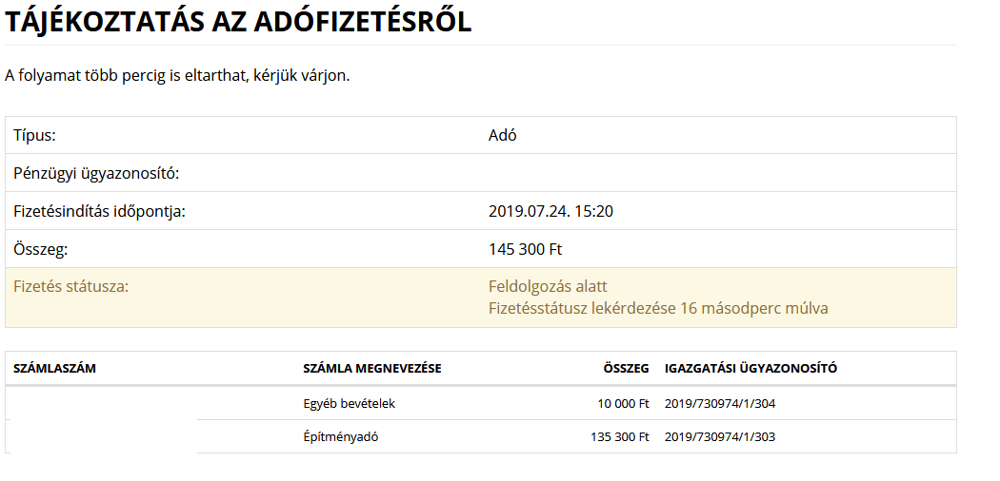 TÁJÉKOZTATÁS AZ ADÓFIZETÉSRŐL
A folyamat több percig is eltarthat, kérjük várjon.
Típus: Adó
Pénzügyi ügyazonosító:
Fizetésindítás időpontja: 2019.07.24. 15:20
Összeg: 145 300 Ft
Fizetés státusza: Feldolgozás alatt
Fizetésstátusz lekérdezése 16 másodperc múlva
SZÁMLASZÁM SZÁMLA MEGNEVEZÉSE ÖSSZEG IGAZGATÁSI ÜGYAZONOSÍTÓ
Egyéb bevételek 10 000 Ft 2019/730974/1/304
Építményadó 135 300 Ft 2019/730974/1/303